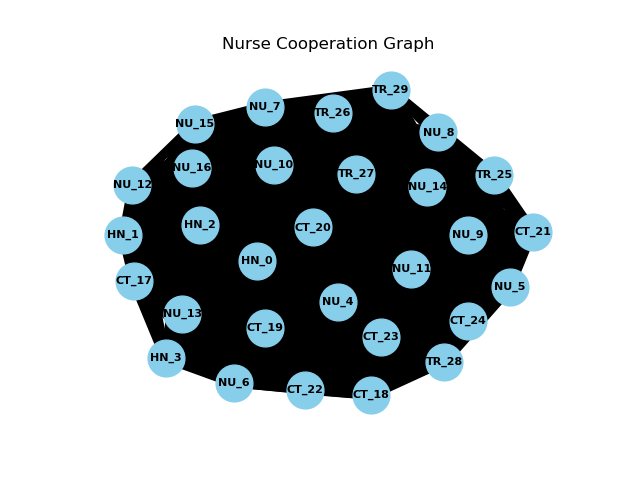 Nurse Cooperation Graph
TR_29
NU_7
TR_26
NU_15
NU_8
NU_10
NU_16
TR_27
TR_25
NU_12
NU_14
HN_2
CT_20
CT_21
HN_1
NU_9
HN_0
NU_11
CT_17
NU_5
NU_4
NU_13
CT_24
CT_19
CT_23
HN_3
TR_28
NU_6
CT_22
CT_18